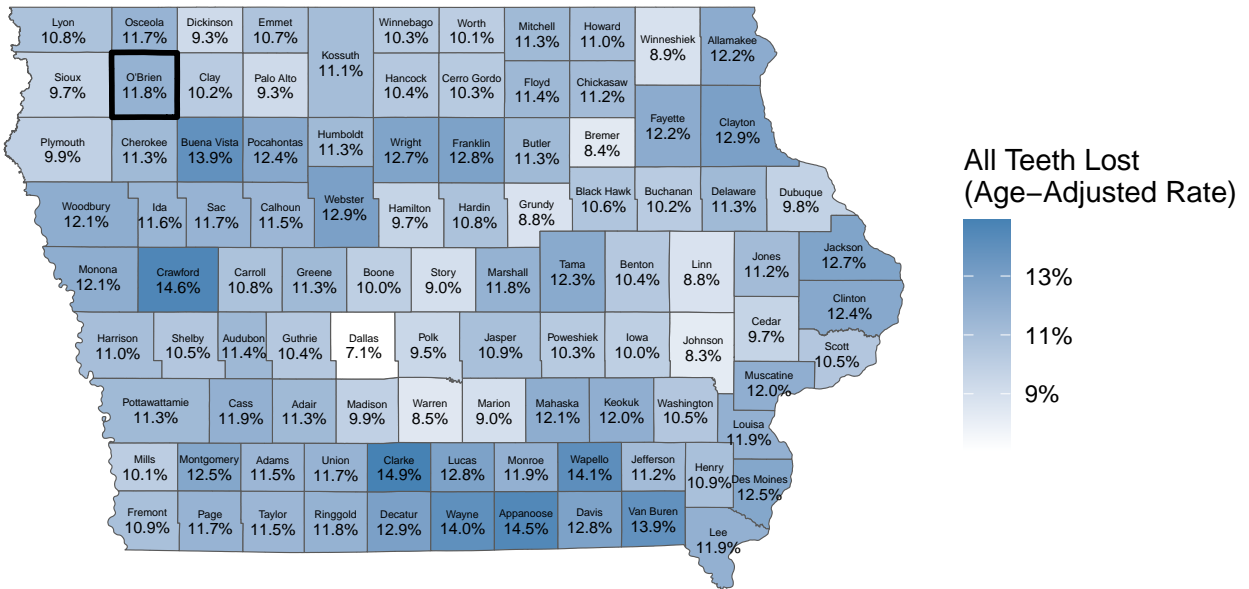 Lyon
10.8%
Osceola
11.7%
Dickinson
9.3%
Emmet
10.7%
Kossuth
11.1%
Winnebago
10.3%
Worth
10.1%
Mitchell
11.3%
Howard
11.0%
Winneshiek
8.9%
Allamakee
12.2%
Sioux
9.7%
O'Brien
11.8%
Clay
10.2%
Palo Alto
9.3%
Hancock
10.4%
Cerro Gordo
10.3%
Floyd
11.4%
Chickasaw
11.2%
Fayette
12.2%
Clayton
12.9%
Plymouth
9.9%
Cherokee
11.3%
Buena Vista
13.9%
Pocahontas
12.4%
Humboldt
11.3%
Wright
12.7%
Franklin
12.8%
Butler
11.3%
Bremer
8.4%
Woodbury
12.1%
Ida
11.6%
Sac
11.7%
Calhoun
11.5%
Webster
12.9%
Hamilton
9.7%
Hardin
10.8%
Grundy
8.8%
Black Hawk
10.6%
Buchanan
10.2%
Delaware
11.3%
Dubuque
9.8%
Monona
12.1%
Crawford
14.6%
Carroll
10.8%
Greene
11.3%
Boone
10.0%
Story
9.0%
Marshall
11.8%
Tama
12.3%
Benton
10.4%
Linn
8.8%
Jones
11.2%
Jackson
12.7%
Clinton
12.4%
Harrison
11.0%
Shelby
10.5%
Audubon
11.4%
Guthrie
10.4%
Dallas
7.1%
Polk
9.5%
Jasper
10.9%
Poweshiek
10.3%
Iowa
10.0%
Johnson
8.3%
Cedar
9.7%
Scott
10.5%
Muscatine
12.0%
Pottawattamie
11.3%
Cass
11.9%
Adair
11.3%
Madison
9.9%
Warren
8.5%
Marion
9.0%
Mahaska
12.1%
Keokuk
12.0%
Washington
10.5%
Louisa
11.9%
Mills
10.1%
Montgomery
12.5%
Adams
11.5%
Union
11.7%
Clarke
14.9%
Lucas
12.8%
Monroe
11.9%
Wapello
14.1%
Jefferson
11.2%
Henry
10.9%
Des Moines
12.5%
Fremont
10.9%
Page
11.7%
Taylor
11.5%
Ringgold
11.8%
Decatur
12.9%
Wayne
14.0%
Appanoose
14.5%
Davis
12.8%
Van Buren
13.9%
Lee
11.9%
All Teeth Lost
(Age−Adjusted Rate)
13%
11%
9%